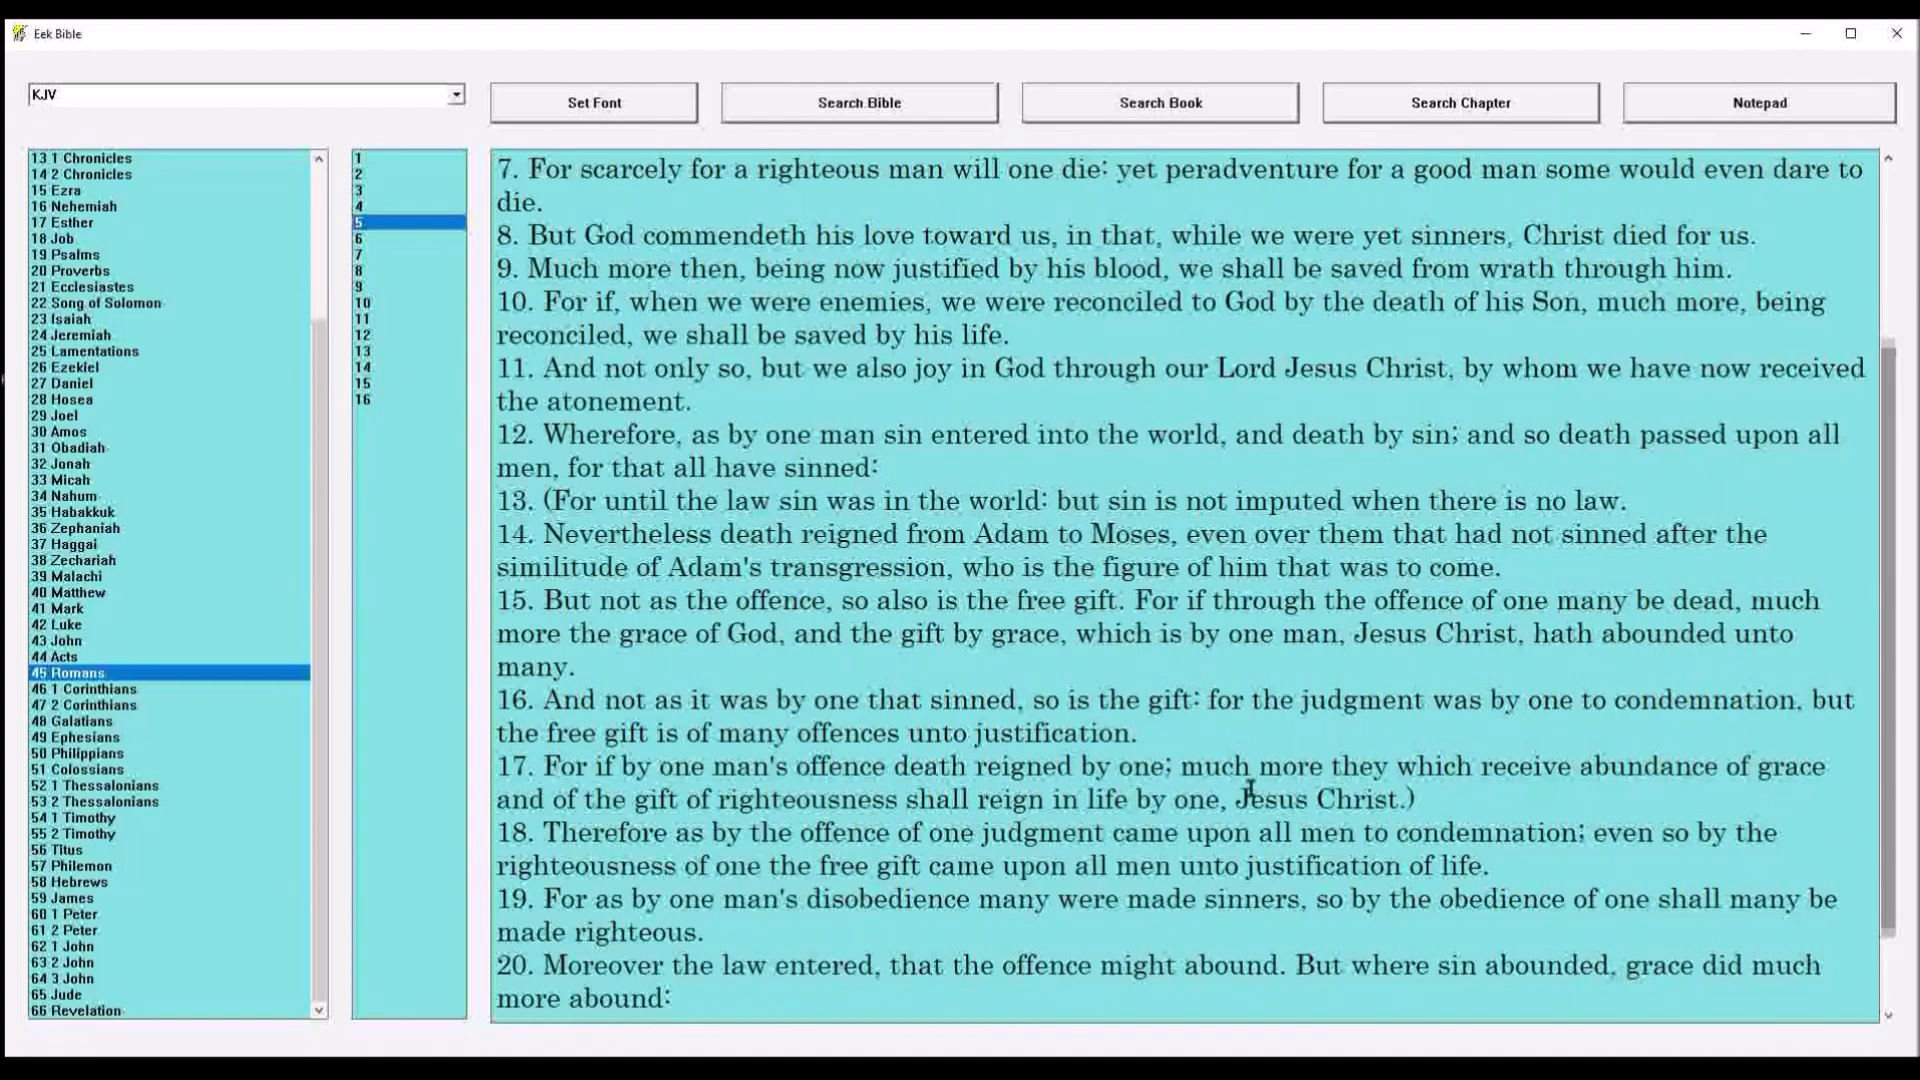 Eek Bible
KJV
Set Font
Search Bible
Search Book
Search Chapter
Notepad
13 1 Chronicles
14 2 Chronicles
15 Ezra
16 Nehemiah
17 Esther
18 Job
19 Psalms
20 Proverbs
21 Ecclesiastes
22 Song of Solomon
23 Isaiah
24 Jeremiah
25 Lamentations
26 Ezekiel
27 Daniel
28 Hosea
29 Joel
30 Amos
31 Obadiah
32 Jonah
33 Micah
34 Nahum
35 Habakkuk
36 Zephaniah
37 Haggai
38 Zechariah
39 Malachi
40 Matthew
41 Mark
42 Luke
43 John
44 Acts
45 Romans
46 1 Corinthians
47 2 Corinthians
48 Galatians
49 Ephesians
50 Philippians
51 Colossians
52 1 Thessalonians
53 2 Thessalonians
54 1 Timothy
55 2 Timothy
56 Titus
57 Philemon
58 Hebrews
59 James
60 1 Peter
61 2 Peter
62 1 John
63 2 John
64 3 John
65 Jude
66 Revelation
1
2
3
4
5
6
7
8
9
10
11
12
13
14
15
16
7. For scarcely for a righteous man will one die: yet peradventure for a good man some would even dare to
die.
8. But God commendeth his love toward us, in that, while we were yet sinners, Christ died for us.
9. Much more then, being now justified by his blood, we shall be saved from wrath through him.
10. For if, when we were enemies, we were reconciled to God by the death of his Son, much more, being
reconciled, we shall be saved by his life.
11. And not only so, but we also joy in God through our Lord Jesus Christ, by whom we have now received
the atonement.
12. Wherefore, as by one man sin entered into the world, and death by sin; and so death passed upon all
men, for that all have sinned:
13. (For until the law sin was in the world: but sin is not imputed when there is no law.
14. Nevertheless death reigned from Adam to Moses, even over them that had not sinned after the
similitude of Adam's transgression, who is the figure of him that was to come.
15. But not as the offence, so also is the free gift. For if through the offence of one many be dead, much
more the grace of God, and the gift by grace, which is by one man, Jesus Christ, hath abounded unto
many.
16. And not as it was by one that sinned, so is the gift: for the judgment was by one to condemnation, but
the free gift is of many offences unto justification.
17. For if by one man's offence death reigned by one; much more they which receive abundance of grace
and of the gift of righteousness shall reign in life by one, Jesus Christ.)
18. Therefore as by the offence of one judgment came upon all men to condemnation; even so by the
righteousness of one the free gift came upon all men unto justification of life.
19. For as by one man's disobedience many were made sinners, so by the obedience of one shall many be
made righteous.
20. Moreover the law entered, that the offence might abound. But where sin abounded, grace did much
more abound: